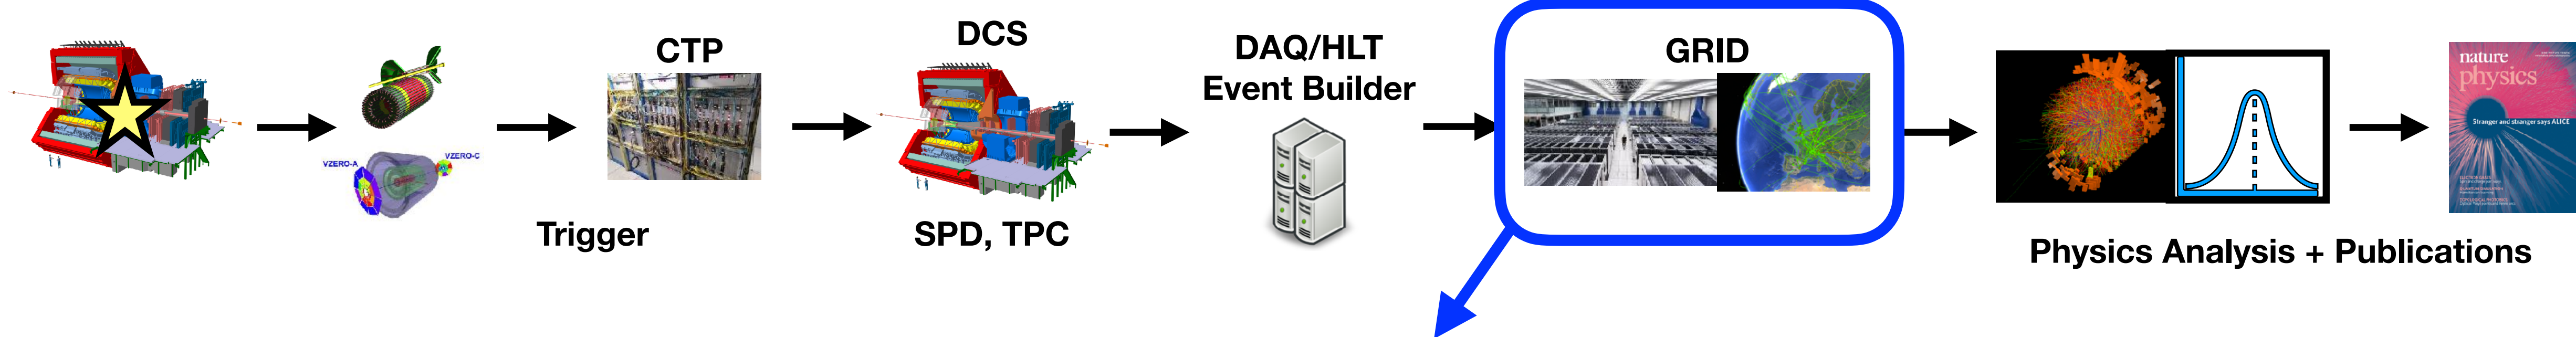 VZERO-A
VZERO-C
CTP
Trigger
DCS
SPD, TPC
DAQ/HLT
Event Builder
GRID
Physics Analysis + Publications
nature
physics
Stranger and stranger says ALICE